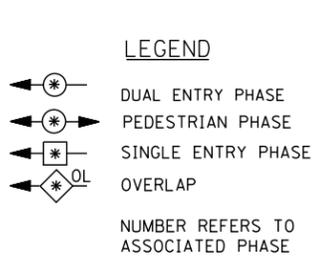 LEGEND
* DUAL ENTRY PHASE
* PEDESTRIAN PHASE
* SINGLE ENTRY PHASE
* OL OVERLAP
NUMBER REFERS TO
ASSOCIATED PHASE